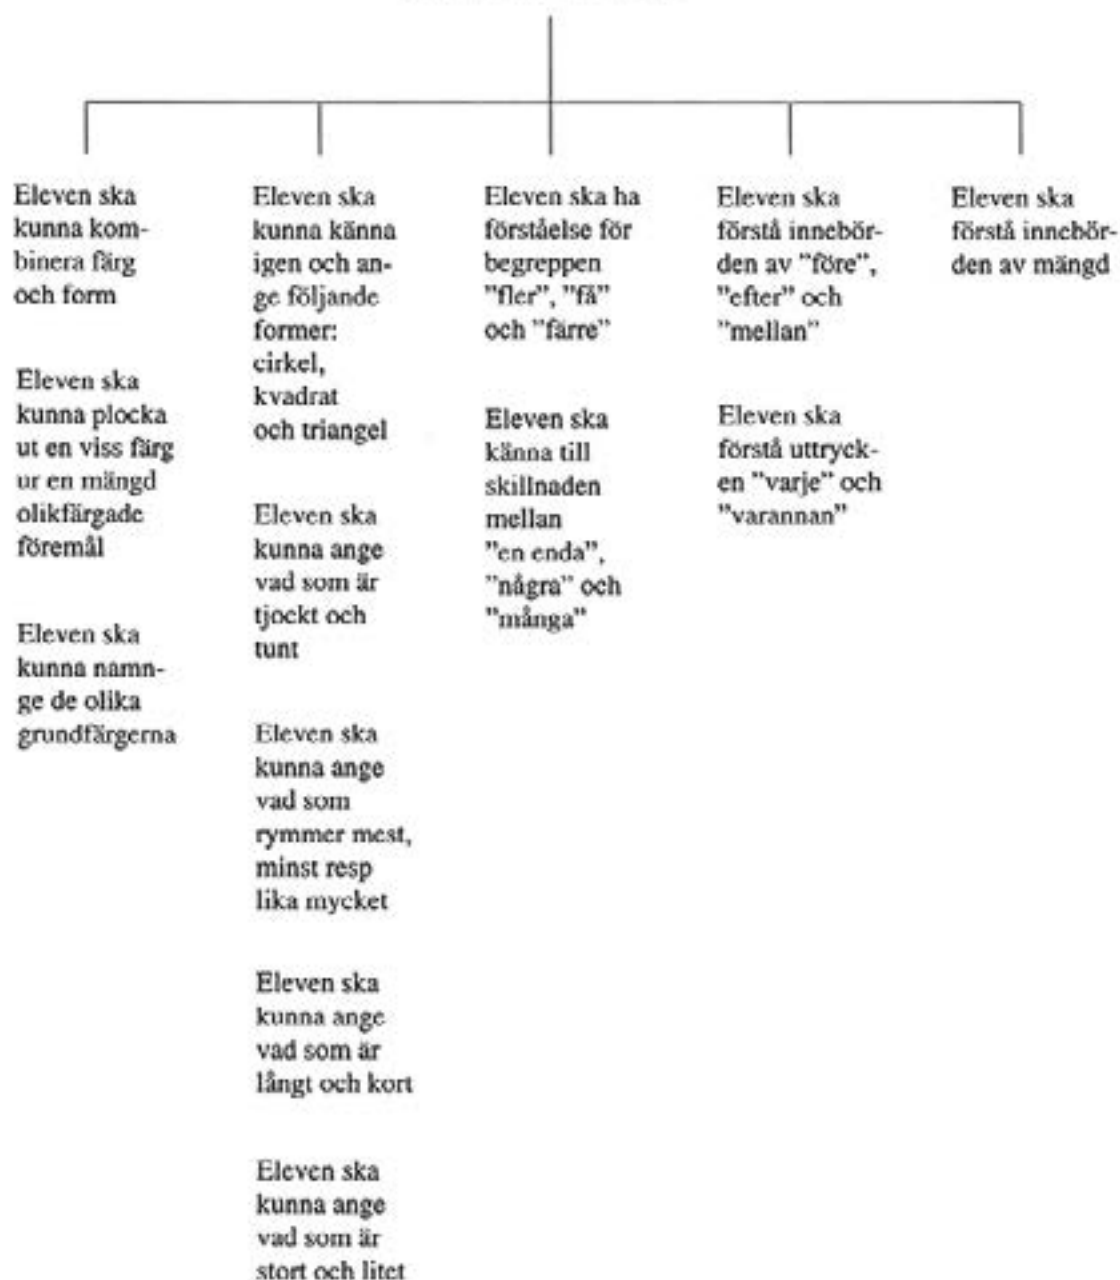 Eleven ska
kunna kom-
binera färg
och form
Eleven ska
kunna plocka
ut en viss färg
ur en mängd
olikfärgade
föremål
Eleven ska
kunna namn-
ge de olika
grundfärgerna
Eleven ska
kunna känna
igen och an-
ge följande
former:
cirkel,
kvadrat
och triangel
Eleven ska
kunna ange
vad som är
tjockt och
tunt
Eleven ska
kunna ange
vad som
rymmer mest,
minst resp
lika mycket
Eleven ska
kunna ange
vad som är
långt och kort
Eleven ska
kunna ange
vad som är
stort och litet
Eleven ska ha
förståelse för
begreppen
"fler", "få"
och "färre"
Eleven ska
känna till
skillnaden
mellan
"en enda",
"några" och
"många"
Eleven ska
förstå innebör-
den av "före",
"efter" och
"mellan"
Eleven ska
förstå uttryck-
en "varje" och
"varannan"
Eleven ska
förstå innebör-
den av mängd